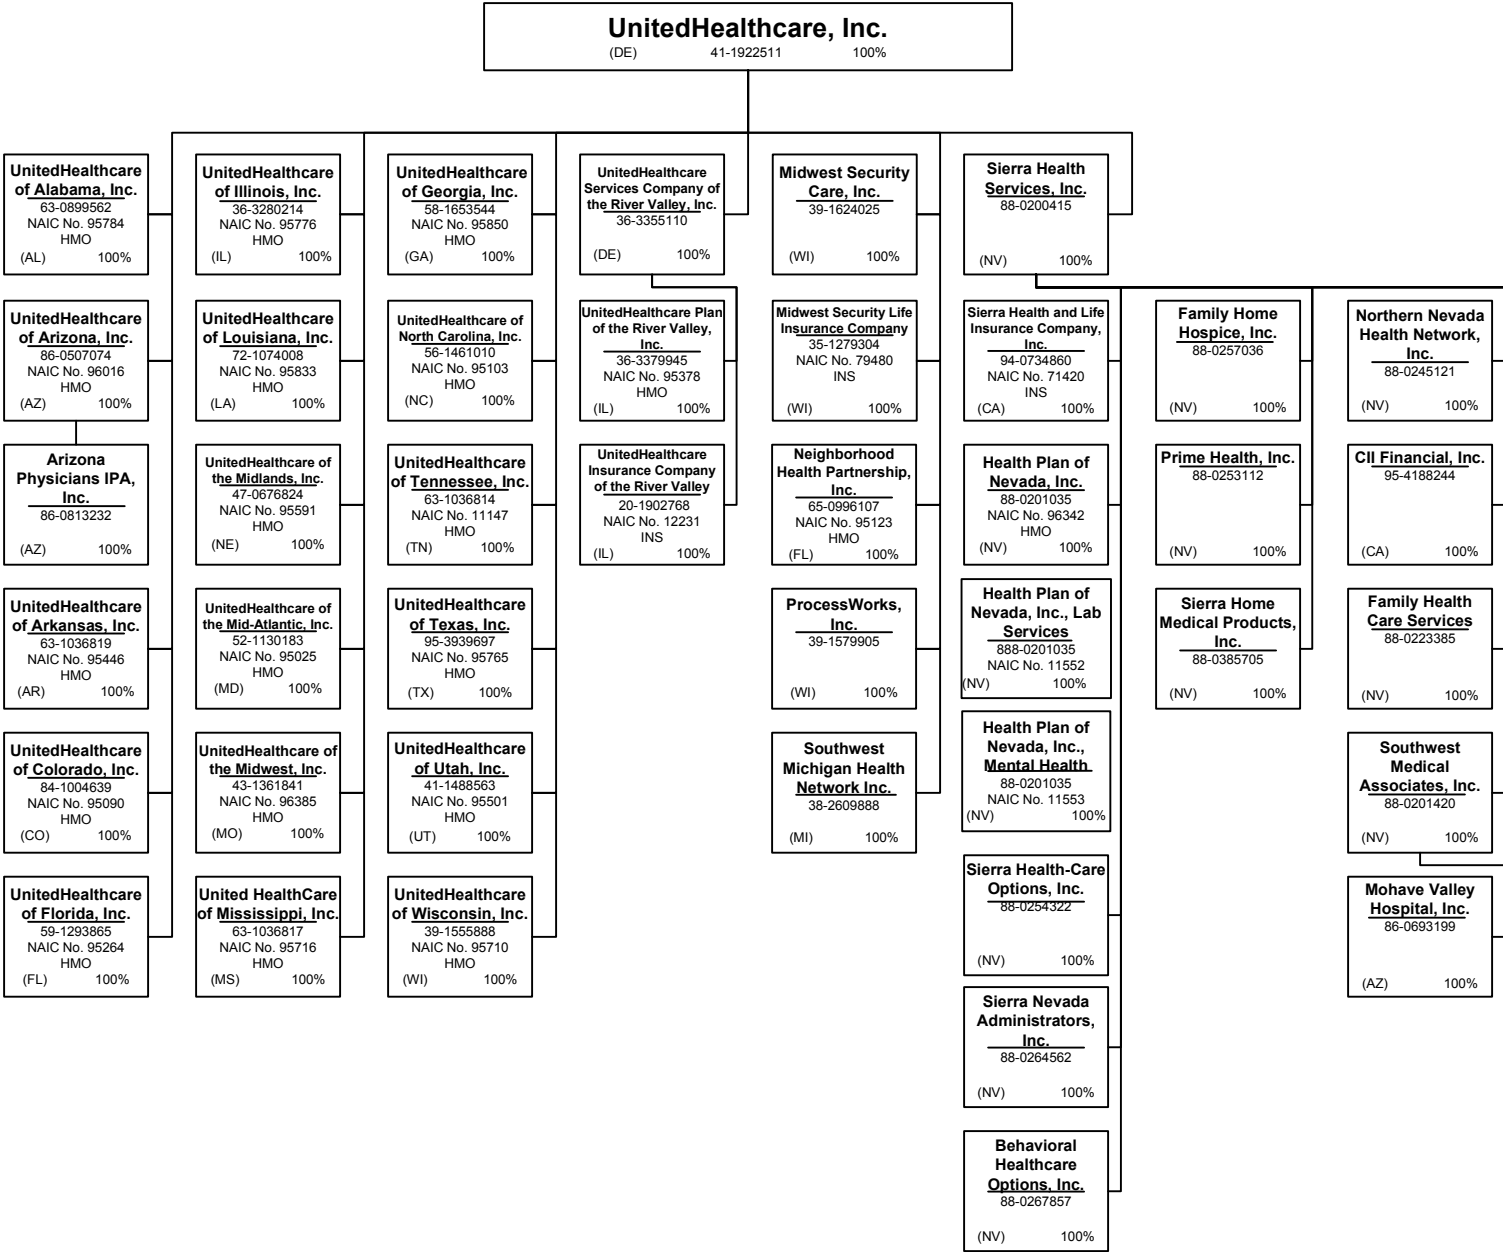 UnitedHealthcare, Inc.
(DE) 41-1922511 100%
UnitedHealthcare
of Alabama, Inc.
63-0899562
NAIC No. 95784
HMO
(AL) 100%
UnitedHealthcare
of Illinois, Inc.
36-3280214
NAIC No. 95776
HMO
(IL) 100%
UnitedHealthcare
of Georgia, Inc.
58-1653544
NAIC No. 95850
HMO
(GA) 100%
UnitedHealthcare
Services Company of
the River Valley, Inc.
36-3355110
(DE) 100%
Midwest Security
Care, Inc.
39-1624025
(WI) 100%
Sierra Health
Services, Inc.
88-0200415
(NV) 100%
UnitedHealthcare
of Arizona, Inc.
86-0507074
NAIC No. 96016
HMO
(AZ) 100%
UnitedHealthcare
of Louisiana, Inc.
72-1074008
NAIC No. 95833
HMO
(LA) 100%
UnitedHealthcare of
North Carolina, Inc.
56-1461010
NAIC No. 95103
HMO
(NC) 100%
UnitedHealthcare Plan
of the River Valley,
Inc.
36-3379945
NAIC No. 95378
HMO
(IL) 100%
Midwest Security Life
Insurance Company
35-1279304
NAIC No. 79480
INS
(WI) 100%
Sierra Health and Life
Insurance Company,
Inc.
94-0734860
NAIC No. 71420
INS
(CA) 100%
Family Home
Hospice, Inc.
88-0257036
(NV) 100%
Northern Nevada
Health Network,
Inc.
88-0245121
(NV) 100%
Arizona
Physicians IPA,
Inc.
86-0813232
(AZ) 100%
UnitedHealthcare of
the Midlands, Inc.
47-0676824
NAIC No. 95591
HMO
(NE) 100%
UnitedHealthcare
of Tennessee, Inc.
63-1036814
NAIC No. 11147
HMO
(TN) 100%
UnitedHealthcare
Insurance Company
of the River Valley
20-1902768
NAIC No. 12231
INS
(IL) 100%
Neighborhood
Health Partnership,
Inc.
65-0996107
NAIC No. 95123
HMO
(FL) 100%
Health Plan of
Nevada, Inc.
88-0201035
NAIC No. 96342
HMO
(NV) 100%
Prime Health, Inc.
88-0253112
(NV) 100%
CII Financial, Inc.
95-4188244
(CA) 100%
UnitedHealthcare
of Arkansas, Inc.
63-1036819
NAIC No. 95446
HMO
(AR) 100%
UnitedHealthcare of
the Mid-Atlantic, Inc.
52-1130183
NAIC No. 95025
HMO
(MD) 100%
UnitedHealthcare
of Texas, Inc.
95-3939697
NAIC No. 95765
HMO
(TX) 100%
ProcessWorks,
Inc.
39-1579905
(WI) 100%
Health Plan of
Nevada, Inc., Lab
Services
888-0201035
NAIC No. 11552
(NV) 100%
Sierra Home
Medical Products,
Inc.
88-0385705
(NV) 100%
Family Health
Care Services
88-0223385
(NV) 100%
UnitedHealthcare
of Colorado, Inc.
84-1004639
NAIC No. 95090
HMO
(CO) 100%
UnitedHealthcare of
the Midwest, Inc.
43-1361841
NAIC No. 96385
HMO
(MO) 100%
UnitedHealthcare
of Utah, Inc.
41-1488563
NAIC No. 95501
HMO
(UT) 100%
Southwest
Michigan Health
Network Inc.
38-2609888
(MI) 100%
Health Plan of
Nevada, Inc.,
Mental Health
88-0201035
NAIC No. 11553
(NV) 100%
Southwest
Medical
Associates, Inc.
88-0201420
(NV) 100%
UnitedHealthcare
of Florida, Inc.
59-1293865
NAIC No. 95264
HMO
(FL) 100%
United HealthCare
of Mississippi, Inc.
63-1036817
NAIC No. 95716
HMO
(MS) 100%
UnitedHealthcare
of Wisconsin, Inc.
39-1555888
NAIC No. 95710
HMO
(WI) 100%
Sierra Health-Care
Options, Inc.
88-0254322
(NV) 100%
Mohave Valley
Hospital, Inc.
86-0693199
(AZ) 100%
Sierra Nevada
Administrators,
Inc.
88-0264562
(NV) 100%
Behavioral
Healthcare
Options, Inc.
88-0267857
(NV) 100%